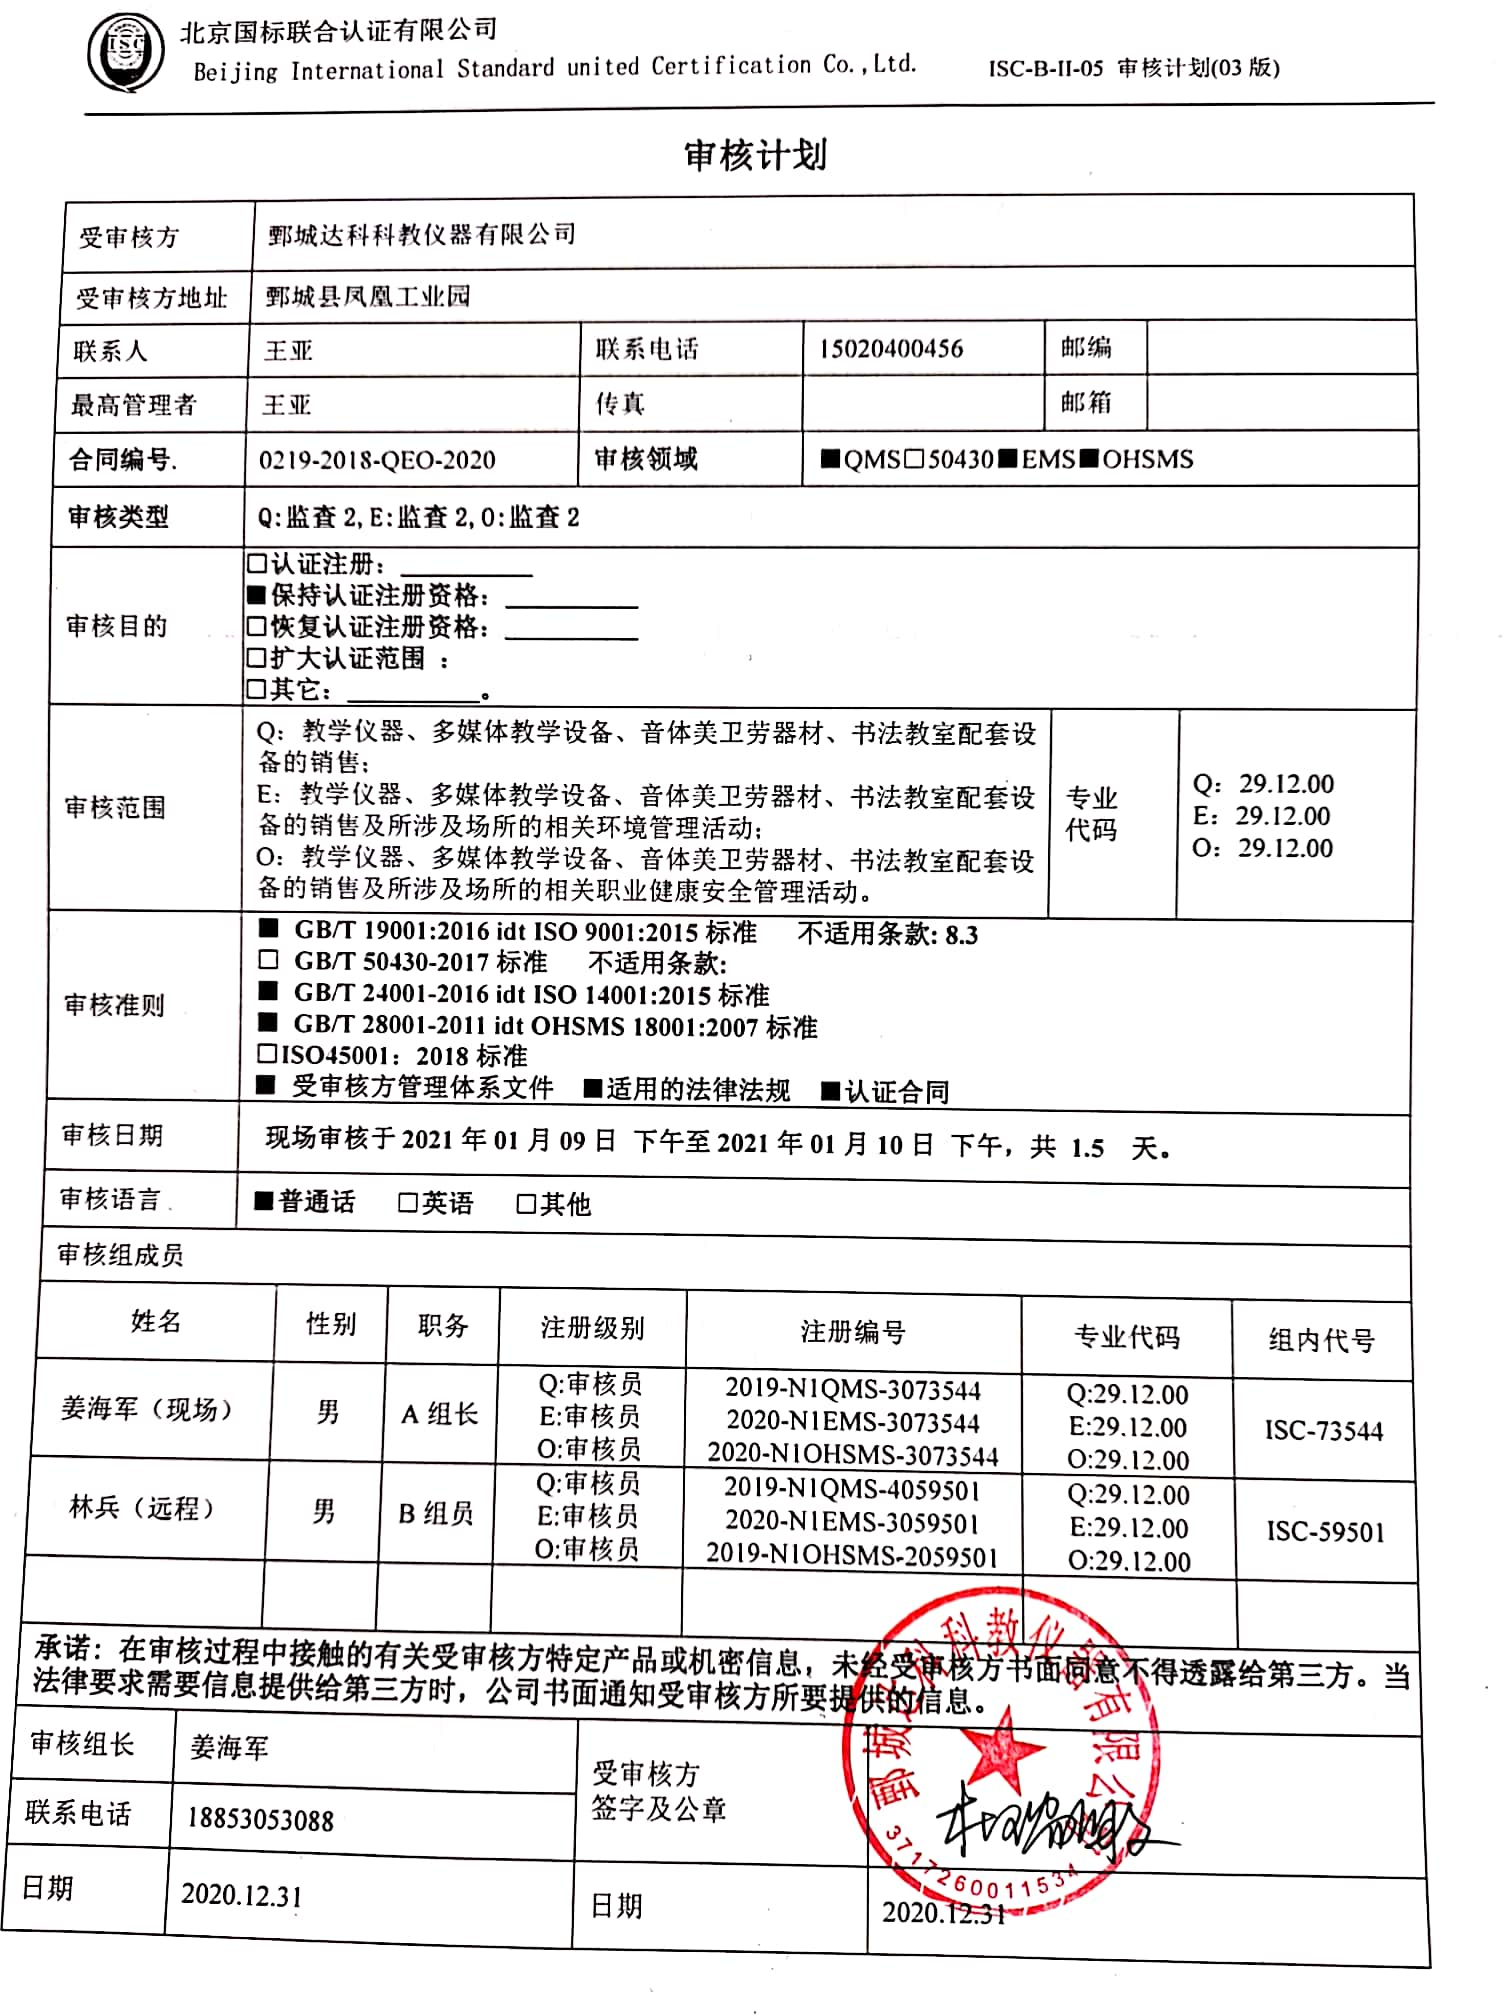 ISC
北京国标联合认证有限公司
Beijing International Standard united Certification Co.,Ltd.
ISC-B-II-05 审核计划(03 版)
审核计划
受审核方 鄄城达科科教仪器有限公司
受审核方地址 鄄城县凤凰工业园
联系人 王亚 联系电话 15020400456 邮编
最高管理者 王亚 传真 邮箱
合同编号. 0219-2018-QEO-2020 审核领域 ■QMS□50430■EMS■OHSMS
审核类型 Q:监查 2,E:监查 2,O:监查 2
审核目的
□认证注册：__________
■保持认证注册资格：__________
□恢复认证注册资格：__________
□扩大认证范围 ：
□其它：__________。
审核范围
Q：教学仪器、多媒体教学设备、音体美卫劳器材、书法教室配套设
备的销售；
E：教学仪器、多媒体教学设备、音体美卫劳器材、书法教室配套设
备的销售及所涉及场所的相关环境管理活动；
O：教学仪器、多媒体教学设备、音体美卫劳器材、书法教室配套设
备的销售及所涉及场所的相关职业健康安全管理活动。
专业
代码
Q：29.12.00
E：29.12.00
O：29.12.00
审核准则
■ GB/T 19001:2016 idt ISO 9001:2015 标准 不适用条款: 8.3
□ GB/T 50430-2017 标准 不适用条款:
■ GB/T 24001-2016 idt ISO 14001:2015 标准
■ GB/T 28001-2011 idt OHSMS 18001:2007 标准
□ISO45001：2018 标准
■ 受审核方管理体系文件 ■适用的法律法规 ■认证合同
审核日期 现场审核于 2021 年 01 月 09 日 下午至 2021 年 01 月 10 日 下午，共 1.5 天。
审核语言 ■普通话 □英语 □其他
审核组成员
姓名 性别 职务 注册级别 注册编号 专业代码 组内代号
姜海军（现场） 男 A 组长
Q:审核员 2019-N1QMS-3073544 Q:29.12.00
E:审核员 2020-N1EMS-3073544 E:29.12.00
O:审核员 2020-N1OHSMS-3073544 O:29.12.00
ISC-73544
林兵（远程） 男 B 组员
Q:审核员 2019-N1QMS-4059501 Q:29.12.00
E:审核员 2020-N1EMS-3059501 E:29.12.00
O:审核员 2019-N1OHSMS-2059501 O:29.12.00
ISC-59501
承诺：在审核过程中接触的有关受审核方特定产品或机密信息，未经受审核方书面同意不得透露给第三方。当
法律要求需要信息提供给第三方时，公司书面通知受审核方所要提供的信息。
审核组长 姜海军
受审核方
签字及公章
联系电话 18853053088
日期 2020.12.31 日期 2020.12.31
鄄城达科科教仪器有限公司
3717260011534